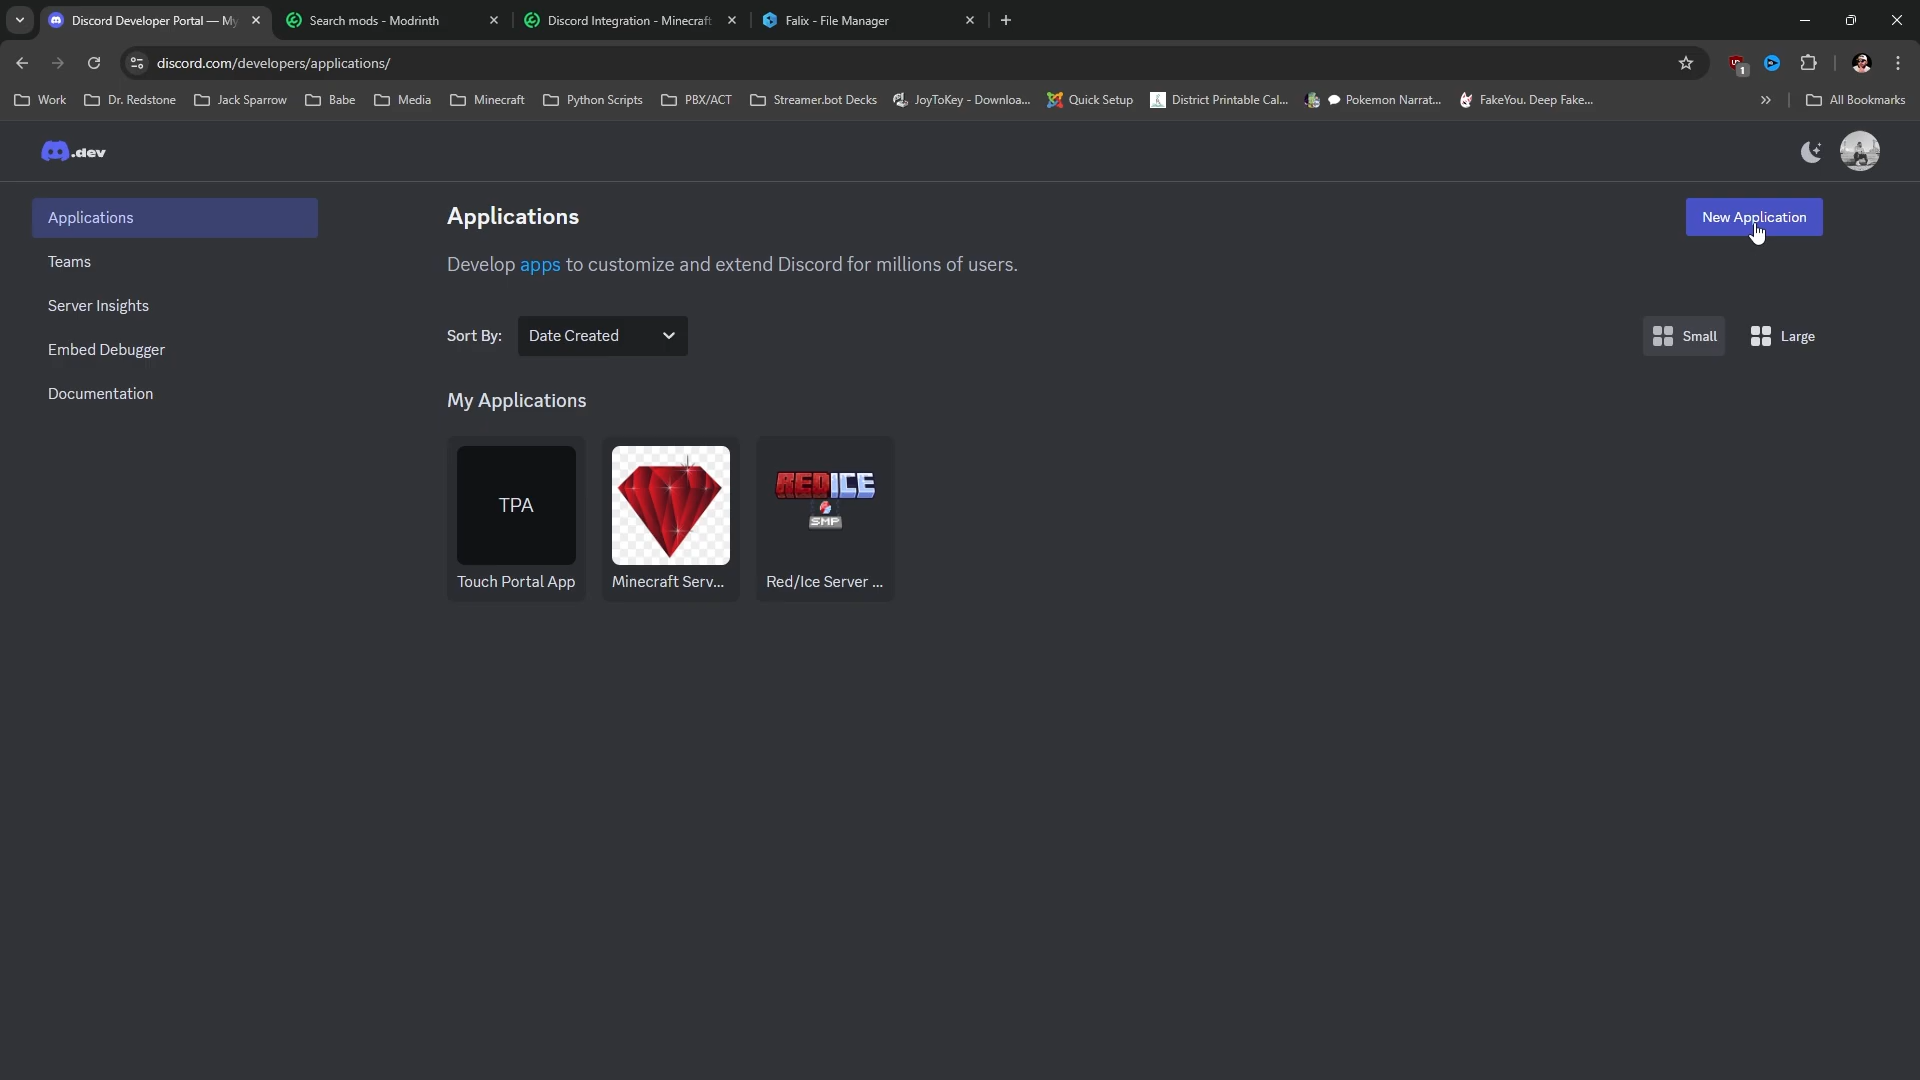 Discord Developer Portal — My
Search mods - Modrinth
Discord Integration - Minecraft
Falix - File Manager
discord.com/developers/applications/
1
Work
Dr. Redstone
Jack Sparrow
Babe
Media
Minecraft
Python Scripts
PBX/ACT
Streamer.bot Decks
JoyToKey - Downloa...
Quick Setup
District Printable Cal...
Pokemon Narrat...
FakeYou. Deep Fake...
All Bookmarks
.dev
Applications
Teams
Server Insights
Embed Debugger
Documentation
Applications
New Application
Develop apps to customize and extend Discord for millions of users.
Sort By:
Date Created
Small
Large
My Applications
TPA
Touch Portal App
Minecraft Serv...
REDICE
SMP
Red/Ice Server ...